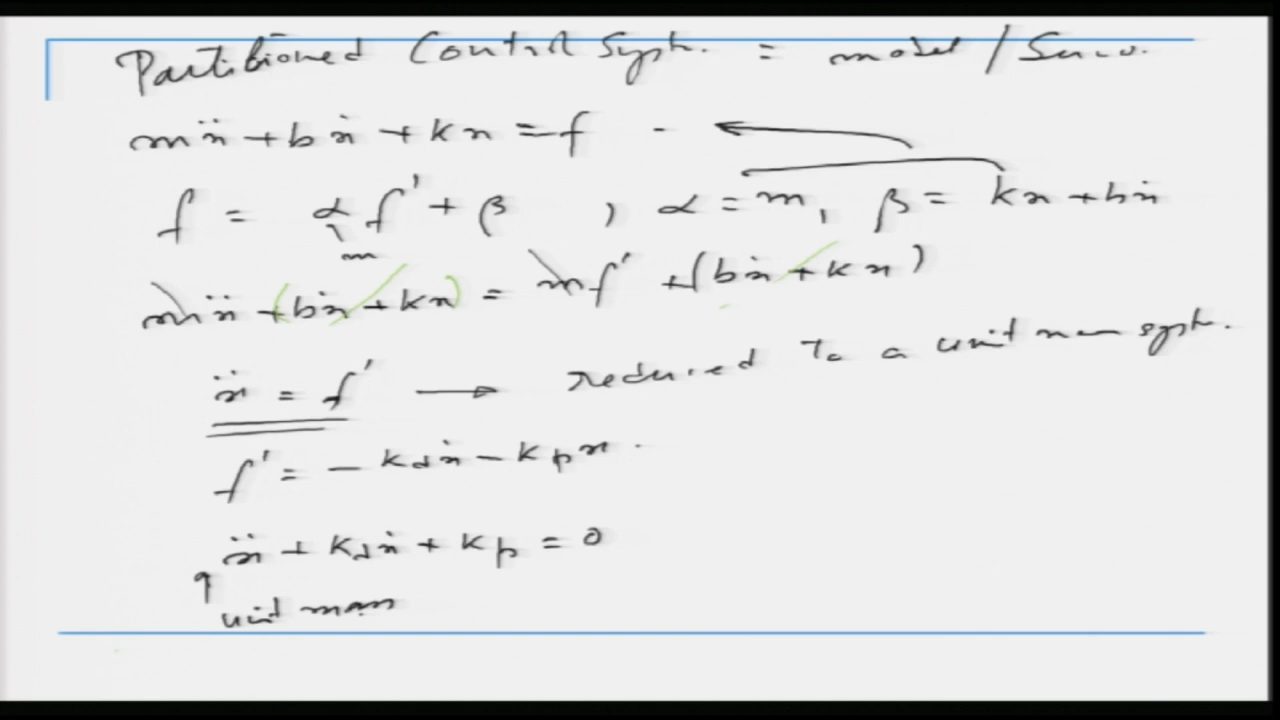 Partitioned Control Syst. = model / Servo.
mẍ + bẋ + kx = f -
f = αf' + β , α = m, β = kx + bẋ
m
mẍ + (bẋ + kx) = mf' + (bẋ + kx)
ẍ = f' → reduced To a unit mass syst.
f' = - kdẋ - kpx.
ẍ + kdẋ + kp = 0
unit mass